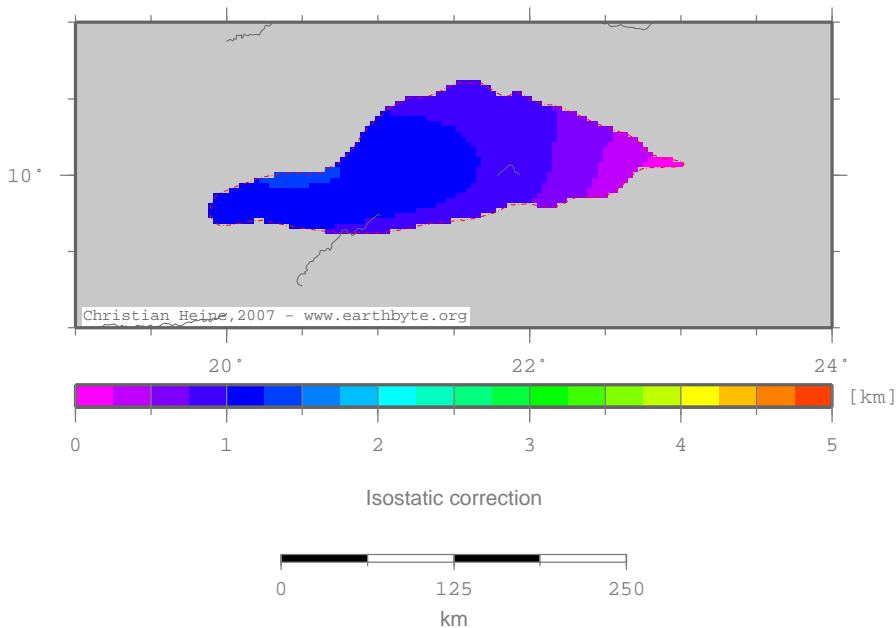 10°
Christian Heine,2007 - www.earthbyte.org
20° 22° 24°
[km]
0 1 2 3 4 5
Isostatic correction
0 125 250
km